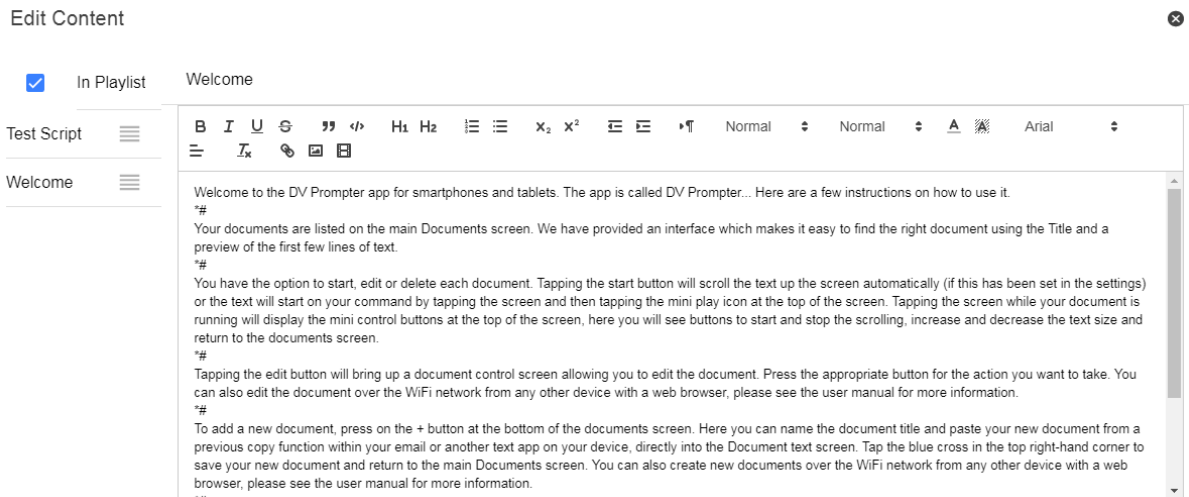 Edit Content
In Playlist
Welcome
Test Script
Welcome
B I U S ” </> H1 H2 X2 X2 ¶ Normal Normal A A Arial
Tx
Welcome to the DV Prompter app for smartphones and tablets. The app is called DV Prompter... Here are a few instructions on how to use it.
*#
Your documents are listed on the main Documents screen. We have provided an interface which makes it easy to find the right document using the Title and a
preview of the first few lines of text.
*#
You have the option to start, edit or delete each document. Tapping the start button will scroll the text up the screen automatically (if this has been set in the settings)
or the text will start on your command by tapping the screen and then tapping the mini play icon at the top of the screen. Tapping the screen while your document is
running will display the mini control buttons at the top of the screen, here you will see buttons to start and stop the scrolling, increase and decrease the text size and
return to the documents screen.
*#
Tapping the edit button will bring up a document control screen allowing you to edit the document. Press the appropriate button for the action you want to take. You
can also edit the document over the WiFi network from any other device with a web browser, please see the user manual for more information.
*#
To add a new document, press on the + button at the bottom of the documents screen. Here you can name the document title and paste your new document from a
previous copy function within your email or another text app on your device, directly into the Document text screen. Tap the blue cross in the top right-hand corner to
save your new document and return to the main Documents screen. You can also create new documents over the WiFi network from any other device with a web
browser, please see the user manual for more information.